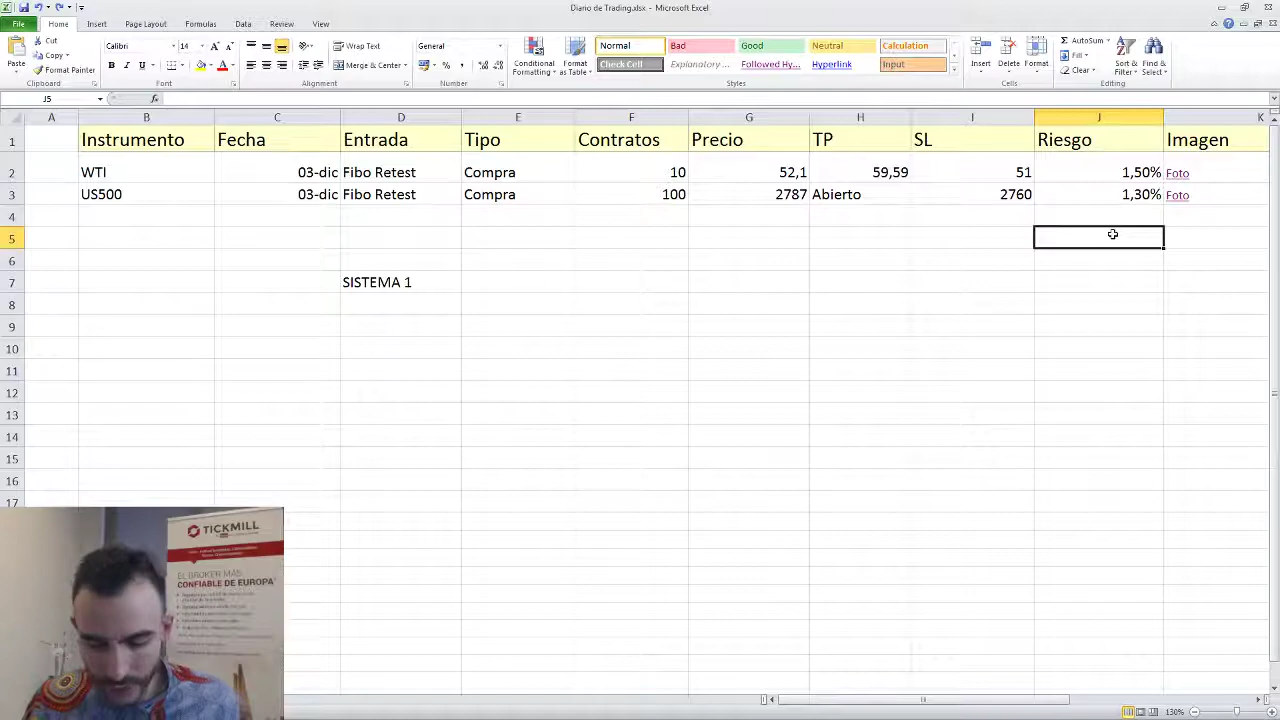 Diario de Trading.xlsx - Microsoft Excel
File Home Insert Page Layout Formulas Data Review View
Paste Cut Copy Format Painter Clipboard
Calibri 14 Font
Wrap Text Merge & Center Alignment
General Number
Conditional Formatting Format as Table
Normal Bad Good Neutral Calculation
Check Cell Explanatory ... Followed Hy... Hyperlink Input
Styles
Insert Delete Format Cells
AutoSum Fill Clear Sort & Filter Find & Select Editing
J5 fx
A B C D E F G H I J K
1 Instrumento Fecha Entrada Tipo Contratos Precio TP SL Riesgo Imagen
2 WTI 03-dic Fibo Retest Compra 10 52,1 59,59 51 1,50% Foto
3 US500 03-dic Fibo Retest Compra 100 2787 Abierto 2760 1,30% Foto
4
5
6
7 SISTEMA 1
8
9
10
11
12
13
14
15
16
17
TICKMILL
EL BROKER MÁS
CONFIABLE DE EUROPA
130%